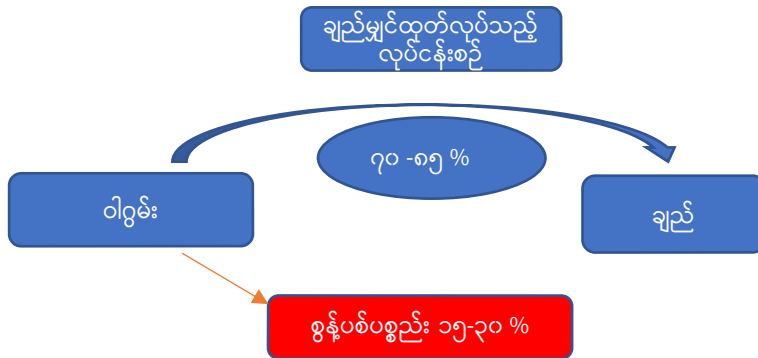 ချည်မျှင်ထုတ်လုပ်သည့်
လုပ်ငန်းစဉ်
၇၀ -၈၅ %
ဝါဂွမ်း
ချည်
စွန့်ပစ်ပစ္စည်း ၁၅-၃၀ %